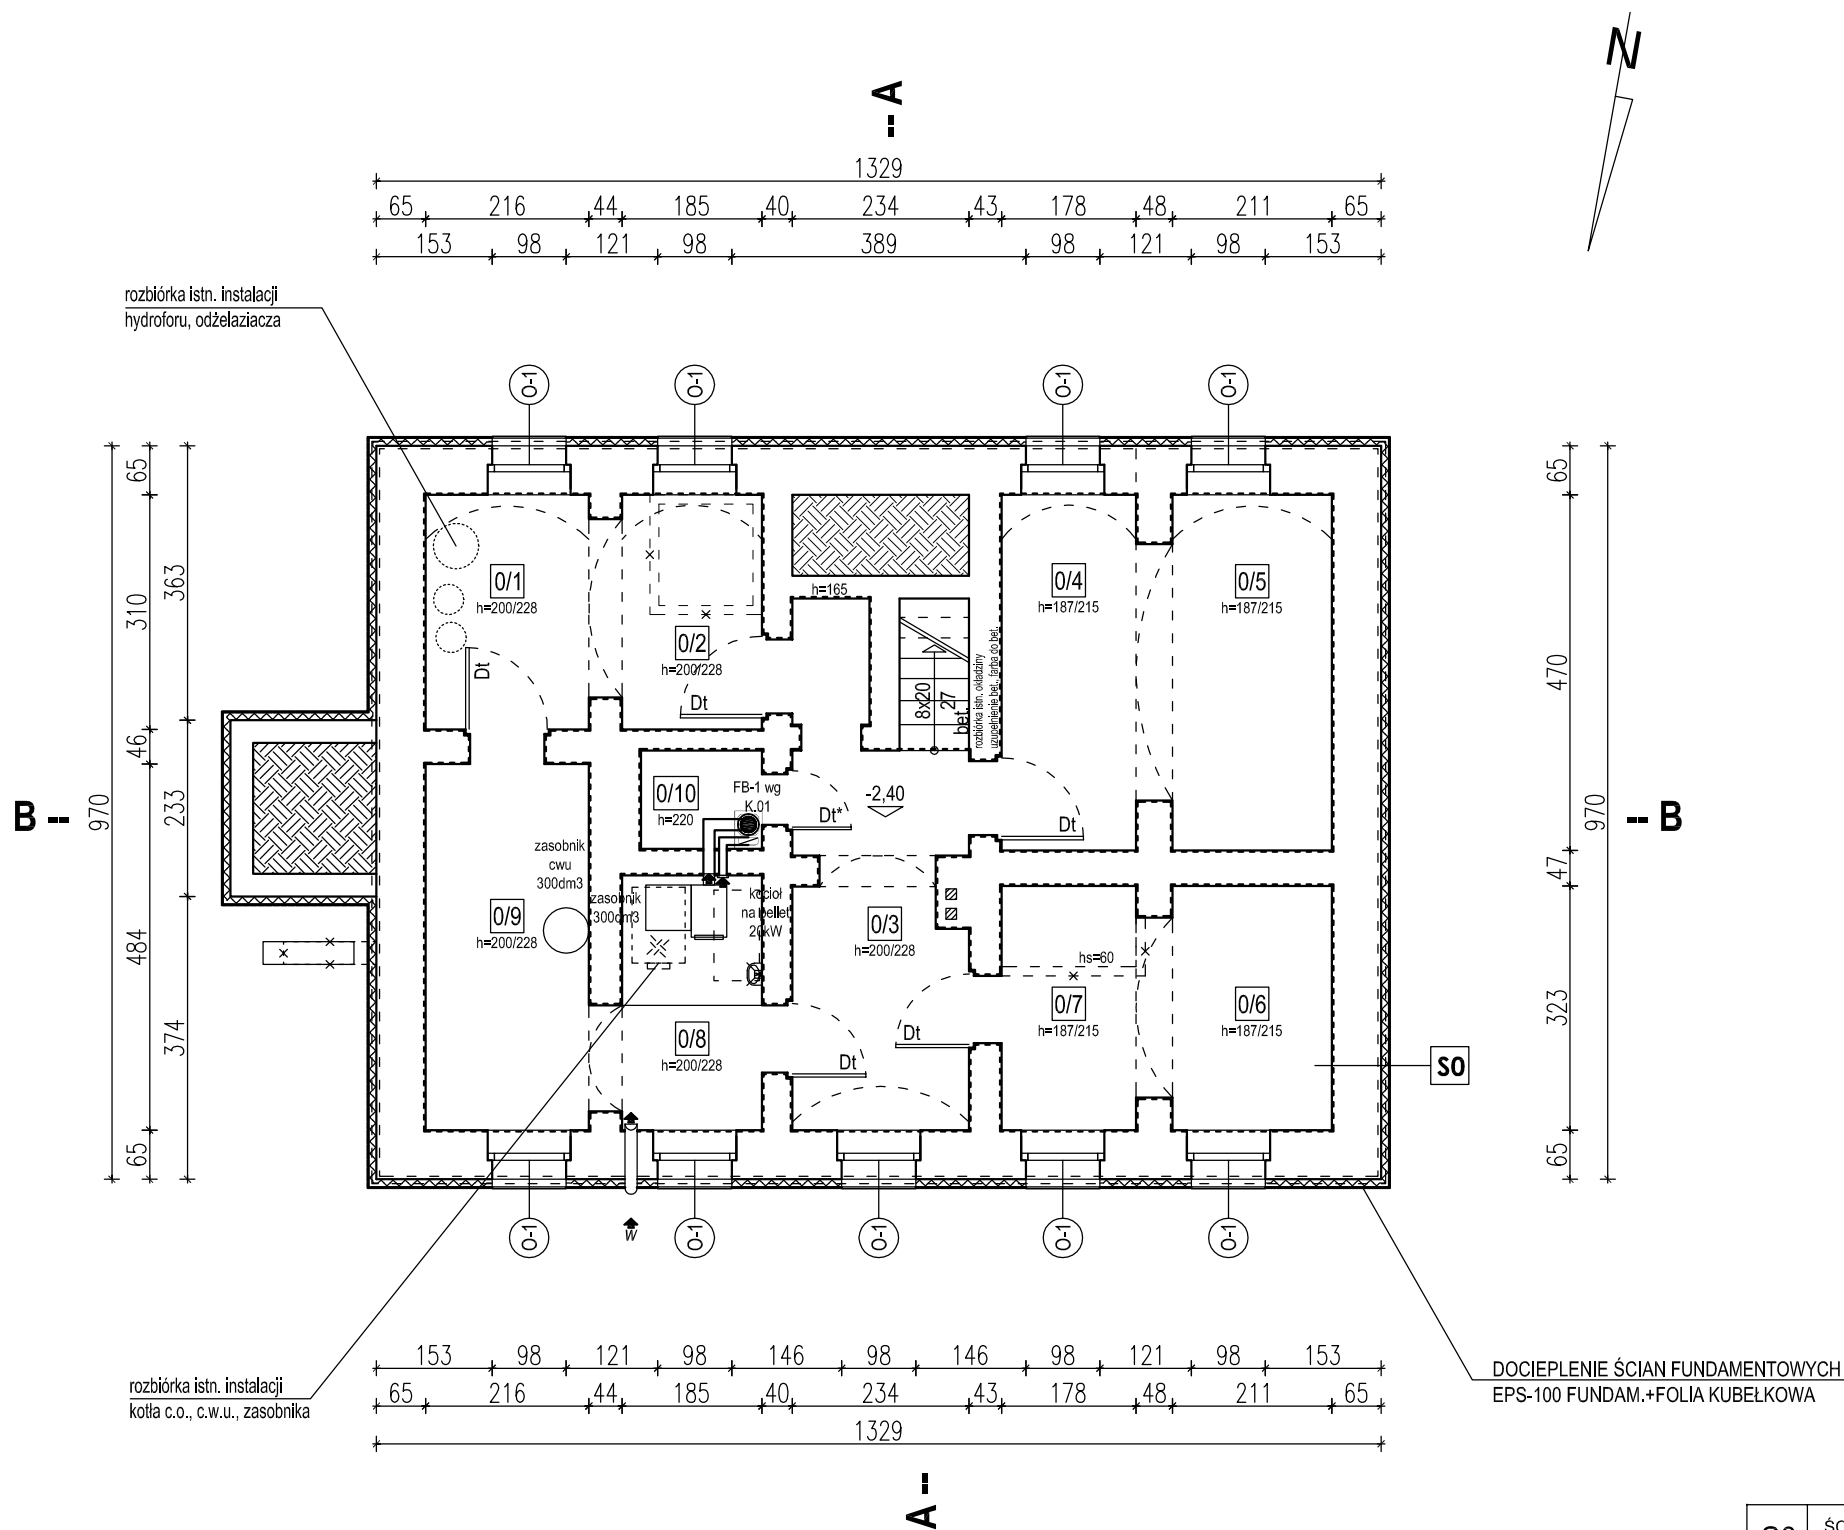 N
A --
1329
65 216 44 185 40 234 43 178 48 211 65
153 98 121 98 389 98 121 98 153
rozbiórka istn. instalacji
hydroforu, odżelaziacza
O-1 O-1 O-1 O-1
970
65 310 46 484 65
363 233 374
65 470 47 323 65
970
B --
-- B
0/1
h=200/228
0/2
h=200/228
h=165
0/4
h=187/215
0/5
h=187/215
Dt
Dt
8x20
27
bet.
rozbiórka istn. okładziny
uzupełnienie bet., farba do bet.
0/10
h=220
FB-1 wg
K.01
Dt*
-2,40
Dt
zasobnik
cwu
300dm3
zasobnik
300dm3
kocioł
na pellet
20kW
0/9
h=200/228
0/3
h=200/228
hs=60
0/7
h=187/215
0/6
h=187/215
0/8
h=200/228
Dt
Dt
S0
W
O-1 O-1 O-1 O-1 O-1
153 98 121 98 146 98 146 98 121 98 153
65 216 44 185 40 234 43 178 48 211 65
1329
rozbiórka istn. instalacji
kotła c.o., c.w.u., zasobnika
DOCIEPLENIE ŚCIAN FUNDAMENTOWYCH
EPS-100 FUNDAM.+FOLIA KUBEŁKOWA
A --